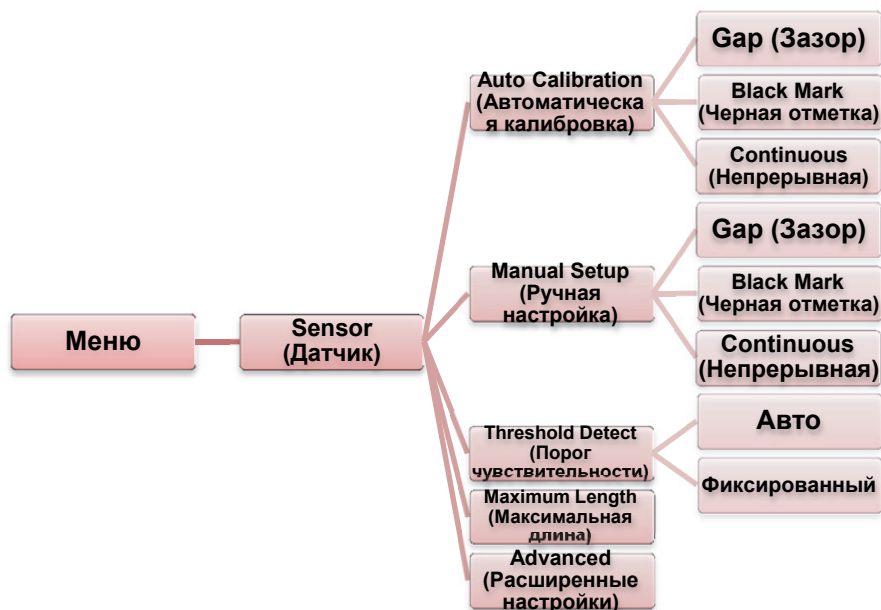 Меню
Sensor
(Датчик)
Auto Calibration
(Автоматическа
я калибровка)
Gap (Зазор)
Black Mark
(Черная отметка)
Continuous
(Непрерывная)
Manual Setup
(Ручная
настройка)
Gap (Зазор)
Black Mark
(Черная отметка)
Continuous
(Непрерывная)
Threshold Detect
(Порог
чувствительности)
Авто
Фиксированный
Maximum Length
(Максимальная
длина)
Advanced
(Расширенные
настройки)